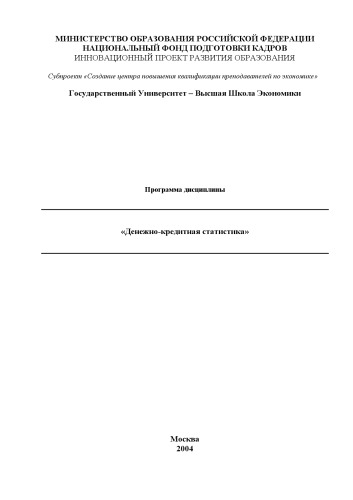 МИНИСТЕРСТВО ОБРАЗОВАНИЯ РОССИЙСКОЙ ФЕДЕРАЦИИ
НАЦИОНАЛЬНЫЙ ФОНД ПОДГОТОВКИ КАДРОВ
ИННОВАЦИОННЫЙ ПРОЕКТ РАЗВИТИЯ ОБРАЗОВАНИЯ
Субпроект «Создание центра повышения квалификации преподавателей по экономике»
Государственный Университет – Высшая Школа Экономики
Программа дисциплины
«Денежно-кредитная статистика»
Москва
2004